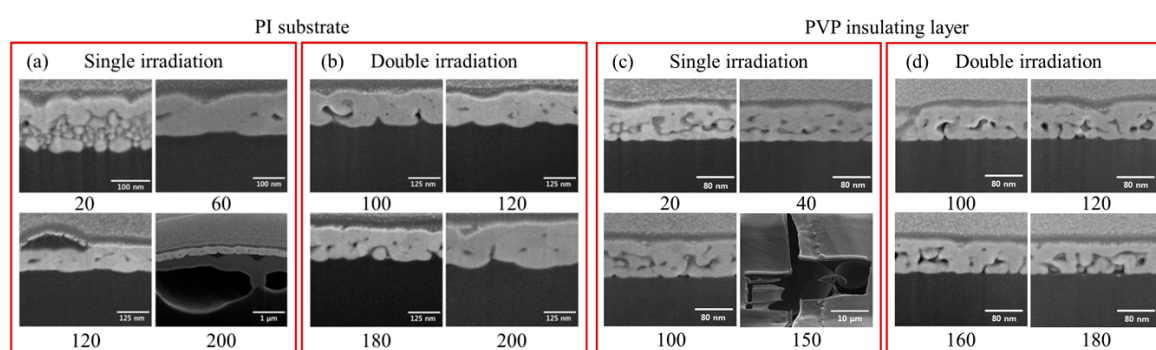 PI substrate
PVP insulating layer
(a) Single irradiation
(b) Double irradiation
(c) Single irradiation
(d) Double irradiation
100 nm
100 nm
125 nm
125 nm
80 nm
80 nm
80 nm
80 nm
20
60
100
120
20
40
100
120
125 nm
1 μm
125 nm
125 nm
80 nm
10 μm
80 nm
80 nm
120
200
180
200
100
150
160
180